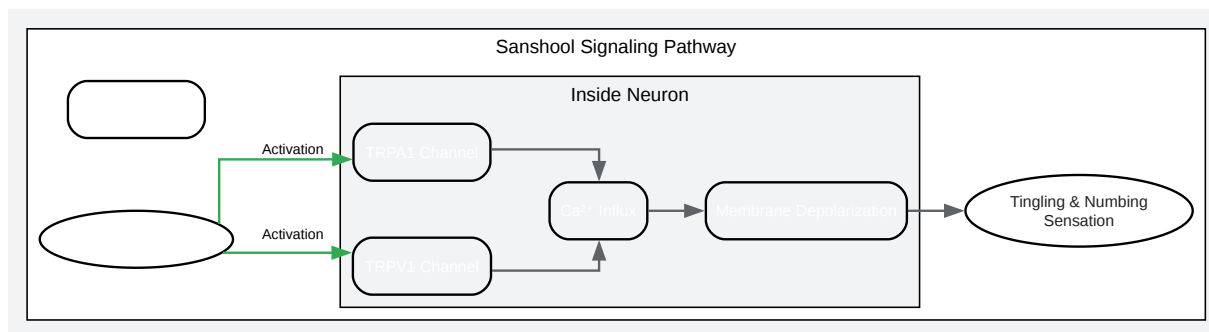 Sanshool Signaling Pathway
Inside Neuron
Activation
TRPA1 Channel
Ca²⁺ Influx
Membrane Depolarization
Tingling & Numbing
Sensation
Activation
TRPV1 Channel